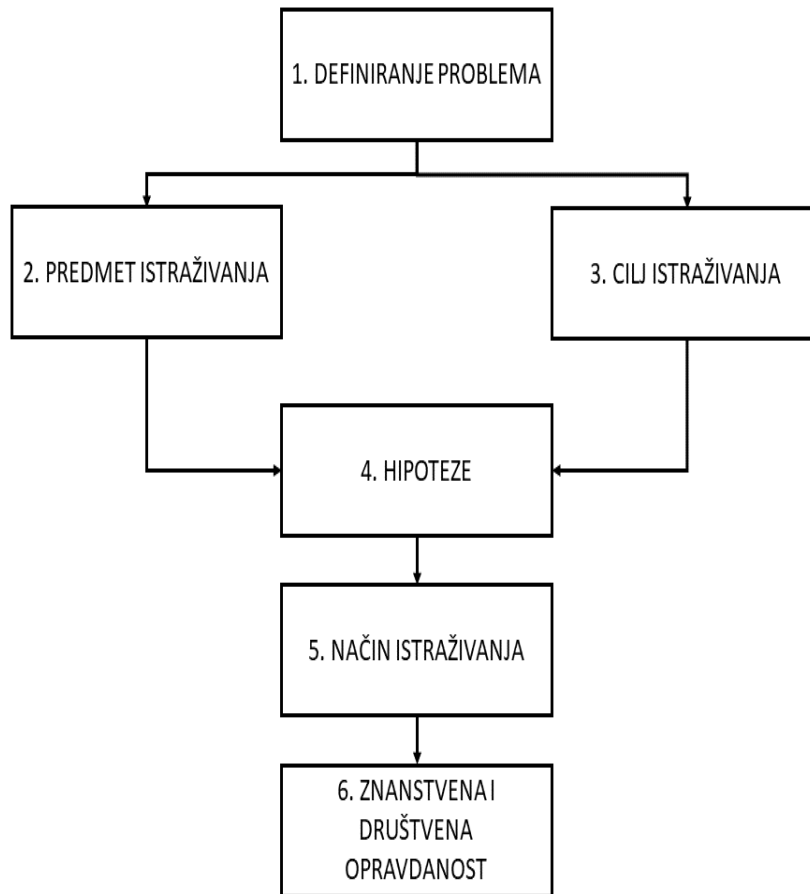 1. DEFINIRANJE PROBLEMA
2. PREDMET ISTRAŽIVANJA
3. CILJ ISTRAŽIVANJA
4. HIPOTEZE
5. NAČIN ISTRAŽIVANJA
6. ZNANSTVENA I
DRUŠTVENA
OPRAVDANOST